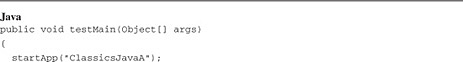 Java
public void testMain(Object[] args)
{
startApp("ClassicsJavaA");